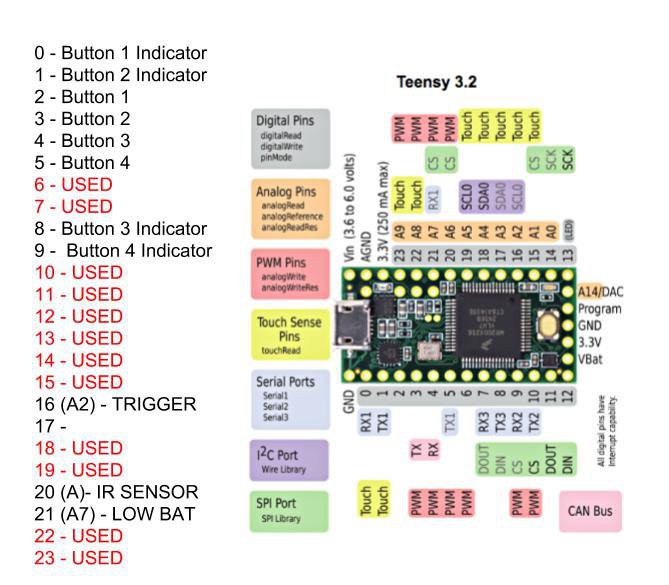 0 - Button 1 Indicator
1 - Button 2 Indicator
2 - Button 1
3 - Button 2
4 - Button 3
5 - Button 4
6 - USED
7 - USED
8 - Button 3 Indicator
9 -  Button 4 Indicator
10 - USED
11 - USED
12 - USED
13 - USED
14 - USED
15 - USED
16 (A2) - TRIGGER
17 -
18 - USED
19 - USED
20 (A)- IR SENSOR
21 (A7) - LOW BAT
22 - USED
23 - USED
Teensy 3.2
Digital Pins
digitalRead
digitalWrite
pinMode
Analog Pins
analogRead
analogReference
analogReadRes
PWM Pins
analogWrite
analogWriteRes
Touch Sense
Pins
touchRead
Serial Ports
Serial1
Serial2
Serial3
I²C Port
Wire Library
SPI Port
SPI Library
PWM PWM PWM PWM Touch Touch Touch Touch Touch
CS CS CS SCK SCK
Touch Touch RX1 SCL0 SDA0 SDA0 SCL0
A9 A8 A7 A6 A5 A4 A3 A2 A1 A0 (LED)
Vin (3.6 to 6.0 volts)
AGND
3.3V (250 mA max)
23 22 21 20 19 18 17 16 15 14 13
A14/DAC
Program
GND
3.3V
VBat
GND 0 1 2 3 4 5 6 7 8 9 10 11 12
RX1 TX1 TX1 RX3 TX3 RX2 TX2
TX RX DOUT DIN CS CS DOUT DIN
Touch Touch PWM PWM PWM PWM PWM PWM
All digital pins have
Interrupt capability.
CAN Bus